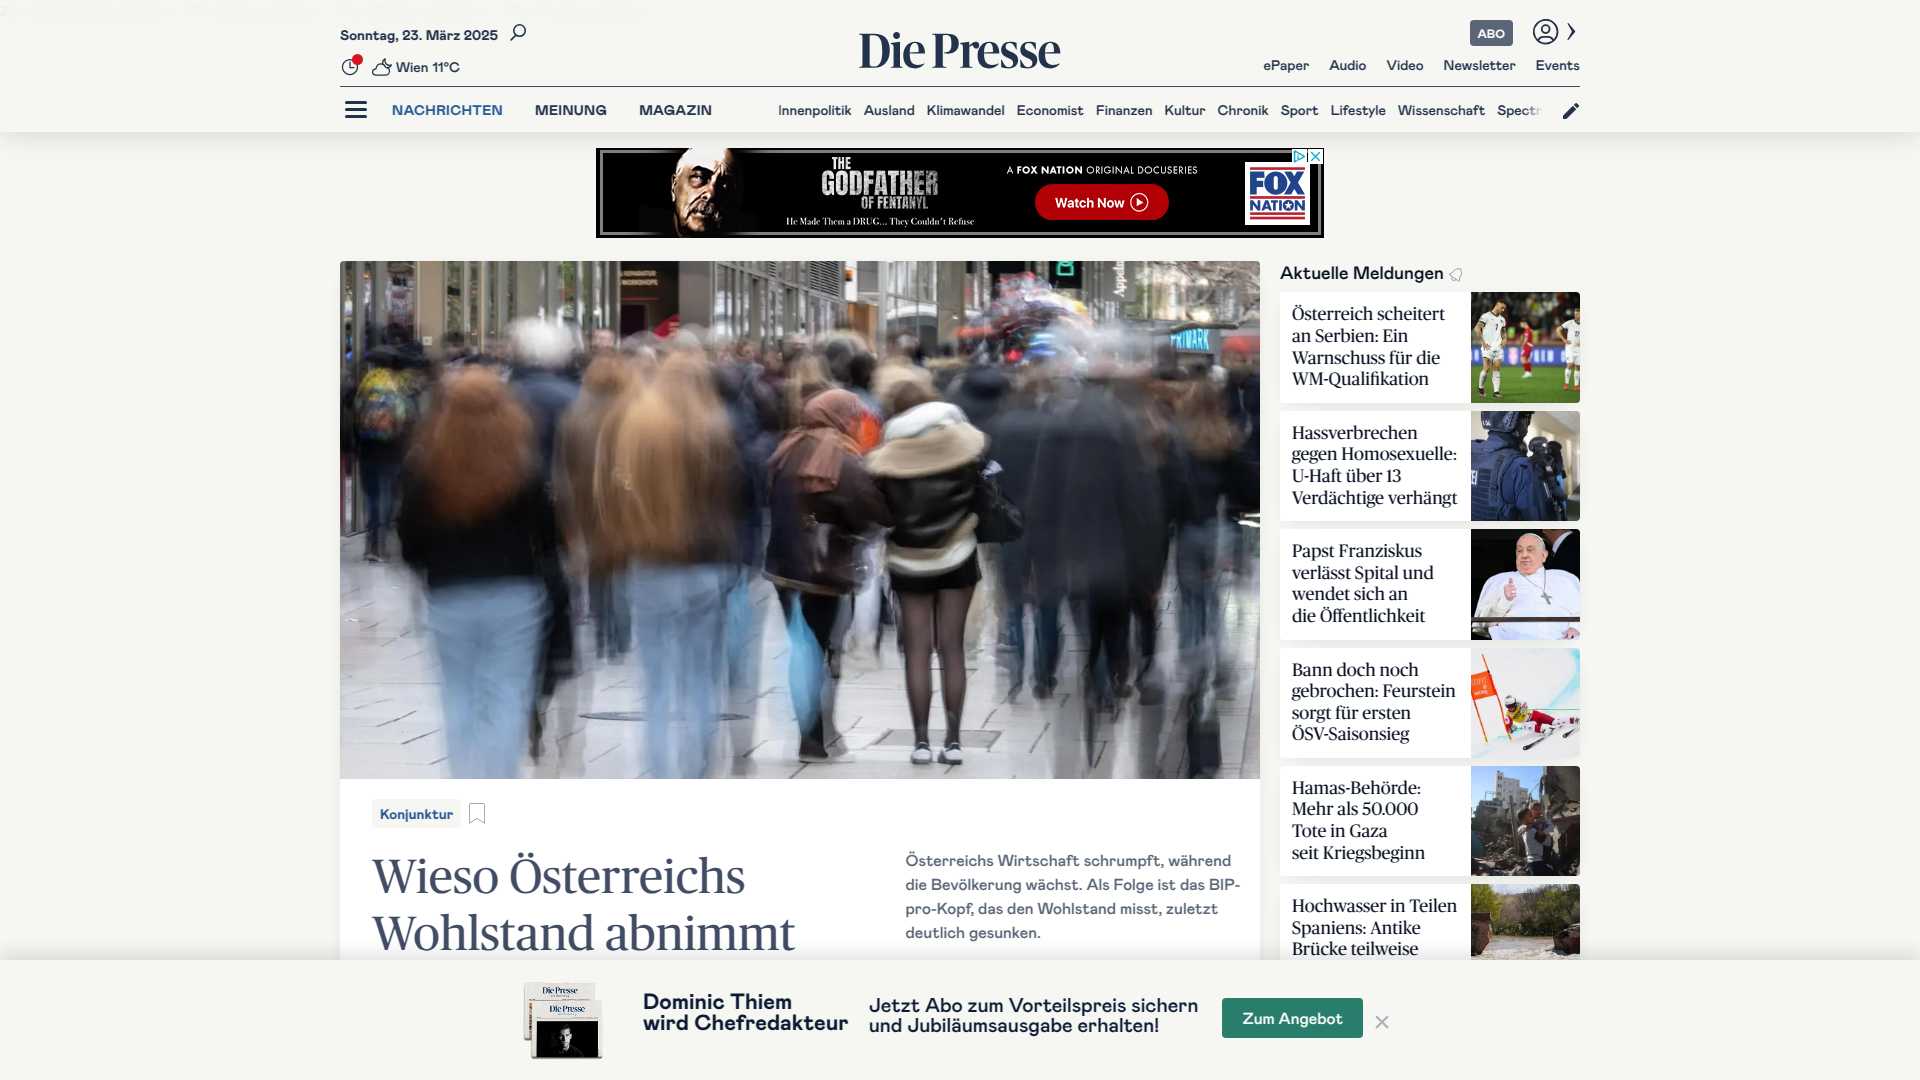 Sonntag, 23. März 2025
Wien 11°C
Die Presse
ABO
ePaper Audio Video Newsletter Events
NACHRICHTEN MEINUNG MAGAZIN
Innenpolitik Ausland Klimawandel Economist Finanzen Kultur Chronik Sport Lifestyle Wissenschaft Spectr
THE
GODFATHER
OF FENTANYL
He Made Them a DRUG... They Couldn't Refuse
A FOX NATION ORIGINAL DOCUSERIES
Watch Now
FOX
NATION
PRIMARK
Aktuelle Meldungen
Österreich scheitert
an Serbien: Ein
Warnschuss für die
WM-Qualifikation
Hassverbrechen
gegen Homosexuelle:
U-Haft über 13
Verdächtige verhängt
Papst Franziskus
verlässt Spital und
wendet sich an
die Öffentlichkeit
Bann doch noch
gebrochen: Feurstein
sorgt für ersten
ÖSV-Saisonsieg
Hamas-Behörde:
Mehr als 50.000
Tote in Gaza
seit Kriegsbeginn
Hochwasser in Teilen
Spaniens: Antike
Brücke teilweise
Konjunktur
Wieso Österreichs
Wohlstand abnimmt
Österreichs Wirtschaft schrumpft, während
die Bevölkerung wächst. Als Folge ist das BIP-
pro-Kopf, das den Wohlstand misst, zuletzt
deutlich gesunken.
Die Presse
Die Presse
Dominic Thiem
wird Chefredakteur
Jetzt Abo zum Vorteilspreis sichern
und Jubiläumsausgabe erhalten!
Zum Angebot